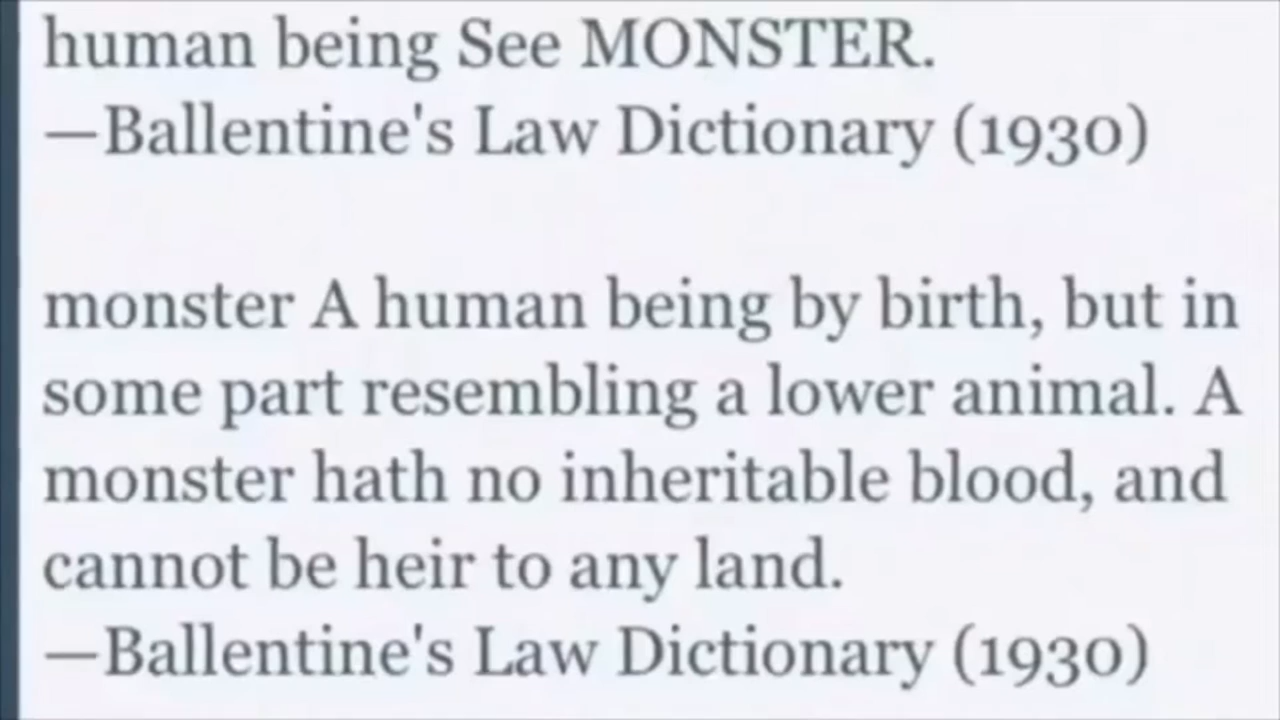 human being See MONSTER.
—Ballentine's Law Dictionary (1930)
monster A human being by birth, but in
some part resembling a lower animal. A
monster hath no inheritable blood, and
cannot be heir to any land.
—Ballentine's Law Dictionary (1930)